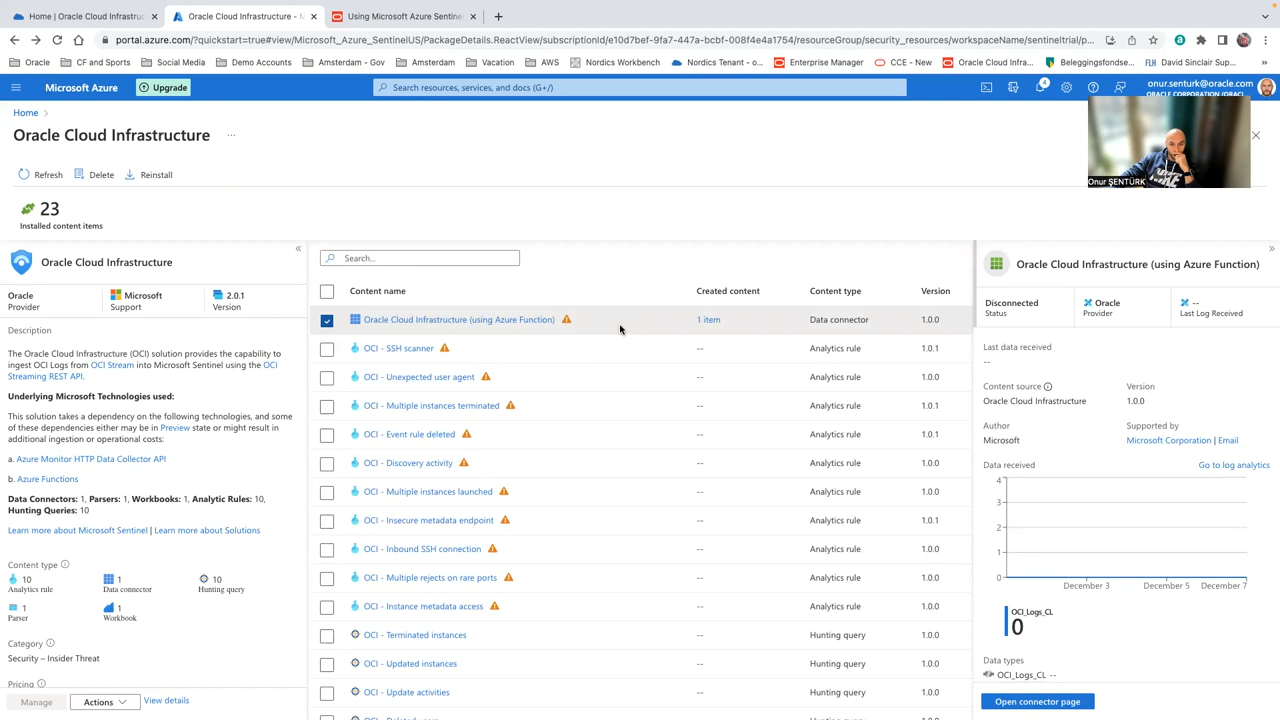 Home | Oracle Cloud Infrastruc
Oracle Cloud Infrastructure - M
Using Microsoft Azure Sentinel
portal.azure.com/?quickstart=true#view/Microsoft_Azure_SentinelUS/PackageDetails.ReactView/subscriptionId/e10d7bef-9fa7-447a-bcbf-008f4e4a1754/resourceGroup/security_resources/workspaceName/sentineltrial/p...
Oracle
CF and Sports
Social Media
Demo Accounts
Amsterdam - Gov
Amsterdam
Vacation
AWS
Nordics Workbench
Nordics Tenant - o...
Enterprise Manager
CCE - New
Oracle Cloud Infra...
Beleggingsfondse...
David Sinclair Sup...
Microsoft Azure
Upgrade
Search resources, services, and docs (G+/)
4
onur.senturk@oracle.com
ORACLE CORPORATION (ORACL...
Home
Oracle Cloud Infrastructure
...
Onur ŞENTÜRK
Refresh
Delete
Reinstall
23
Installed content items
Oracle Cloud Infrastructure
Oracle
Provider
Microsoft
Support
2.0.1
Version
Description
The Oracle Cloud Infrastructure (OCI) solution provides the capability to
ingest OCI Logs from OCI Stream into Microsoft Sentinel using the OCI
Streaming REST API.
Underlying Microsoft Technologies used:
This solution takes a dependency on the following technologies, and some
of these dependencies either may be in Preview state or might result in
additional ingestion or operational costs:
a. Azure Monitor HTTP Data Collector API
b. Azure Functions
Data Connectors: 1, Parsers: 1, Workbooks: 1, Analytic Rules: 10,
Hunting Queries: 10
Learn more about Microsoft Sentinel | Learn more about Solutions
Content type
10
Analytics rule
1
Data connector
10
Hunting query
1
Parser
1
Workbook
Category
Security – Insider Threat
Pricing
Manage
Actions
View details
Search...
Content name
Created content
Content type
Version
Oracle Cloud Infrastructure (using Azure Function)
1 item
Data connector
1.0.0
OCI - SSH scanner
--
Analytics rule
1.0.1
OCI - Unexpected user agent
--
Analytics rule
1.0.0
OCI - Multiple instances terminated
--
Analytics rule
1.0.1
OCI - Event rule deleted
--
Analytics rule
1.0.1
OCI - Discovery activity
--
Analytics rule
1.0.0
OCI - Multiple instances launched
--
Analytics rule
1.0.0
OCI - Insecure metadata endpoint
--
Analytics rule
1.0.1
OCI - Inbound SSH connection
--
Analytics rule
1.0.0
OCI - Multiple rejects on rare ports
--
Analytics rule
1.0.0
OCI - Instance metadata access
--
Analytics rule
1.0.0
OCI - Terminated instances
--
Hunting query
1.0.0
OCI - Updated instances
--
Hunting query
1.0.0
OCI - Update activities
--
Hunting query
1.0.0
Oracle Cloud Infrastructure (using Azure Function)
Disconnected
Status
Oracle
Provider
--
Last Log Received
Last data received
--
Content source
Oracle Cloud Infrastructure
Version
1.0.0
Author
Microsoft
Supported by
Microsoft Corporation | Email
Data received
Go to log analytics
4
3
2
1
0
December 3
December 5
December 7
OCI_Logs_CL
0
Data types
OCI_Logs_CL --
Open connector page